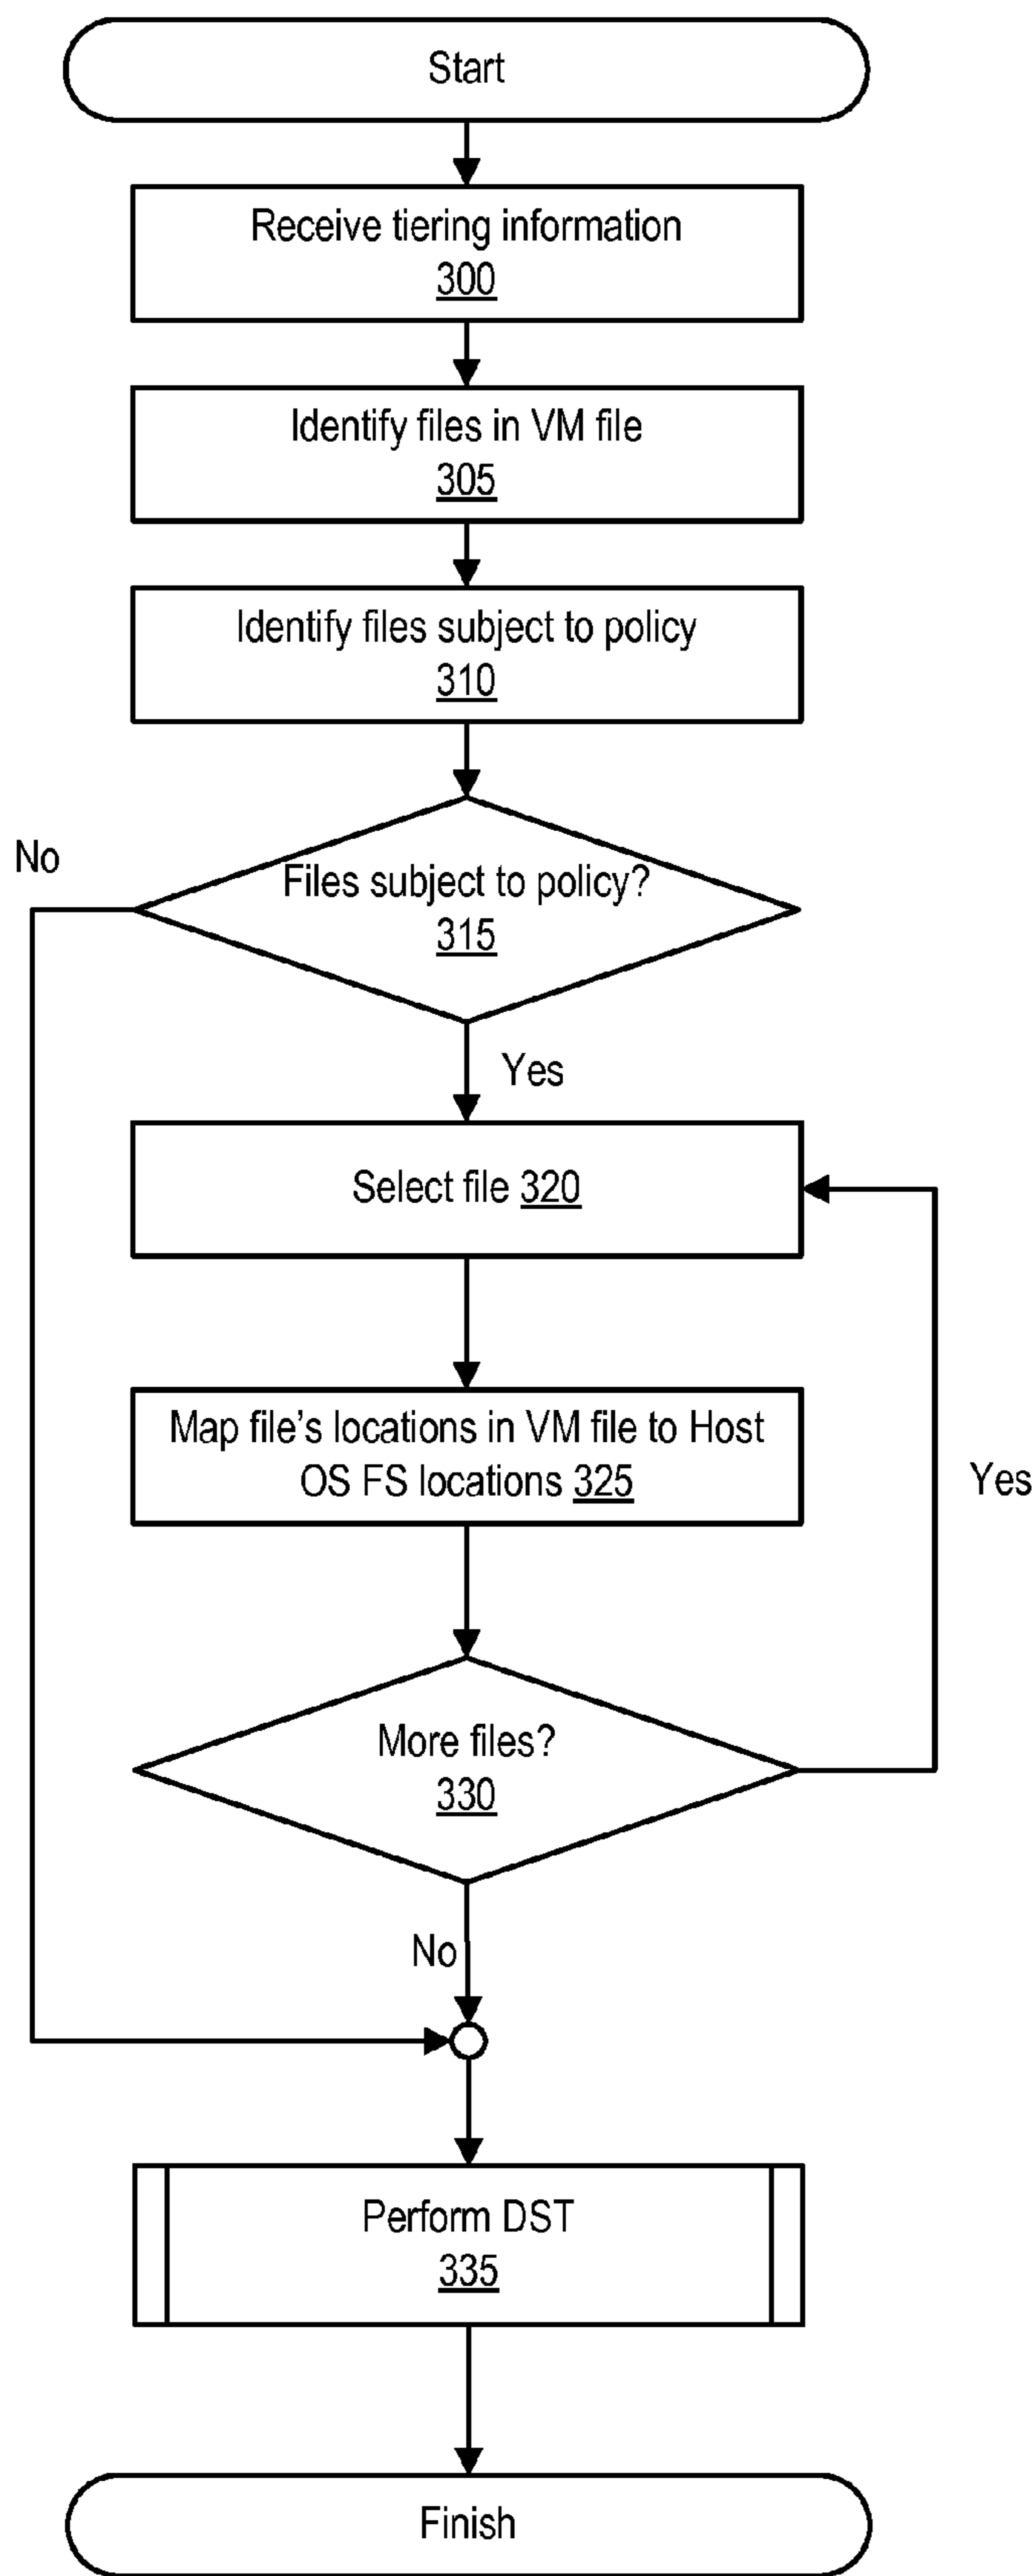 Start
Receive tiering information
300
Identify files in VM file
305
Identify files subject to policy
310
No
Files subject to policy?
315
Yes
Select file 320
Map file's locations in VM file to Host
OS FS locations 325
Yes
More files?
330
No
Perform DST
335
Finish